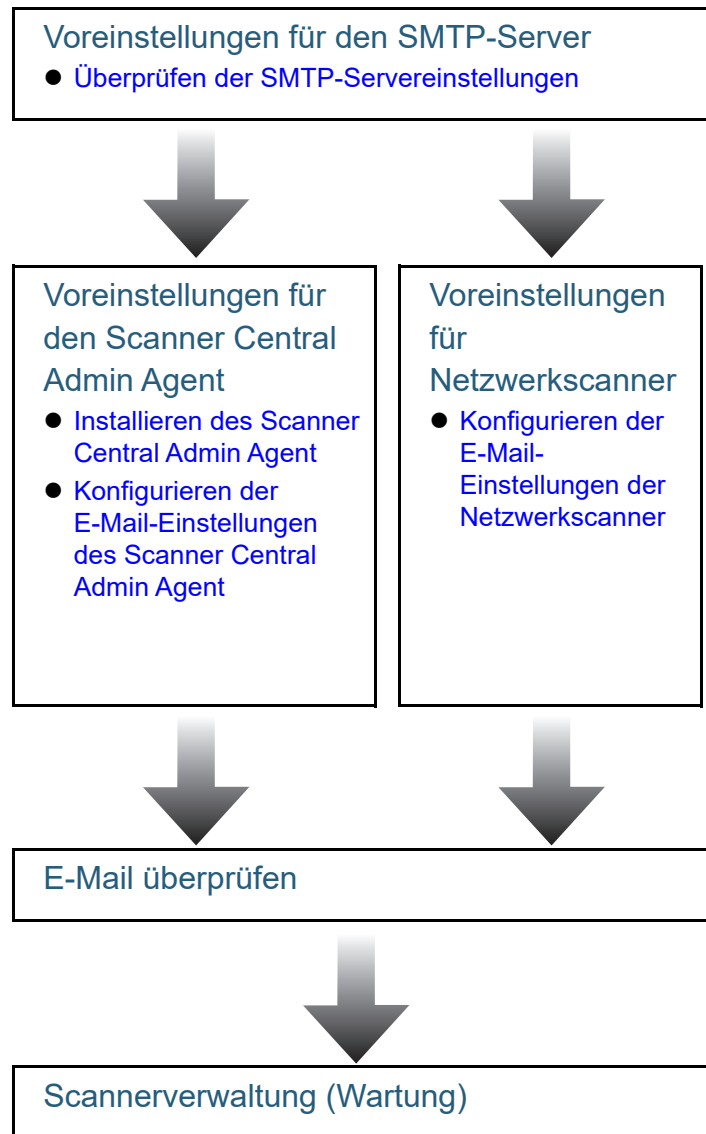 Voreinstellungen für den SMTP-Server
● Überprüfen der SMTP-Servereinstellungen
Voreinstellungen für
den Scanner Central
Admin Agent
● Installieren des Scanner
Central Admin Agent
● Konfigurieren der
E-Mail-Einstellungen
des Scanner Central
Admin Agent
Voreinstellungen
für
Netzwerkscanner
● Konfigurieren der
E-Mail-
Einstellungen der
Netzwerkscanner
E-Mail überprüfen
Scannerverwaltung (Wartung)